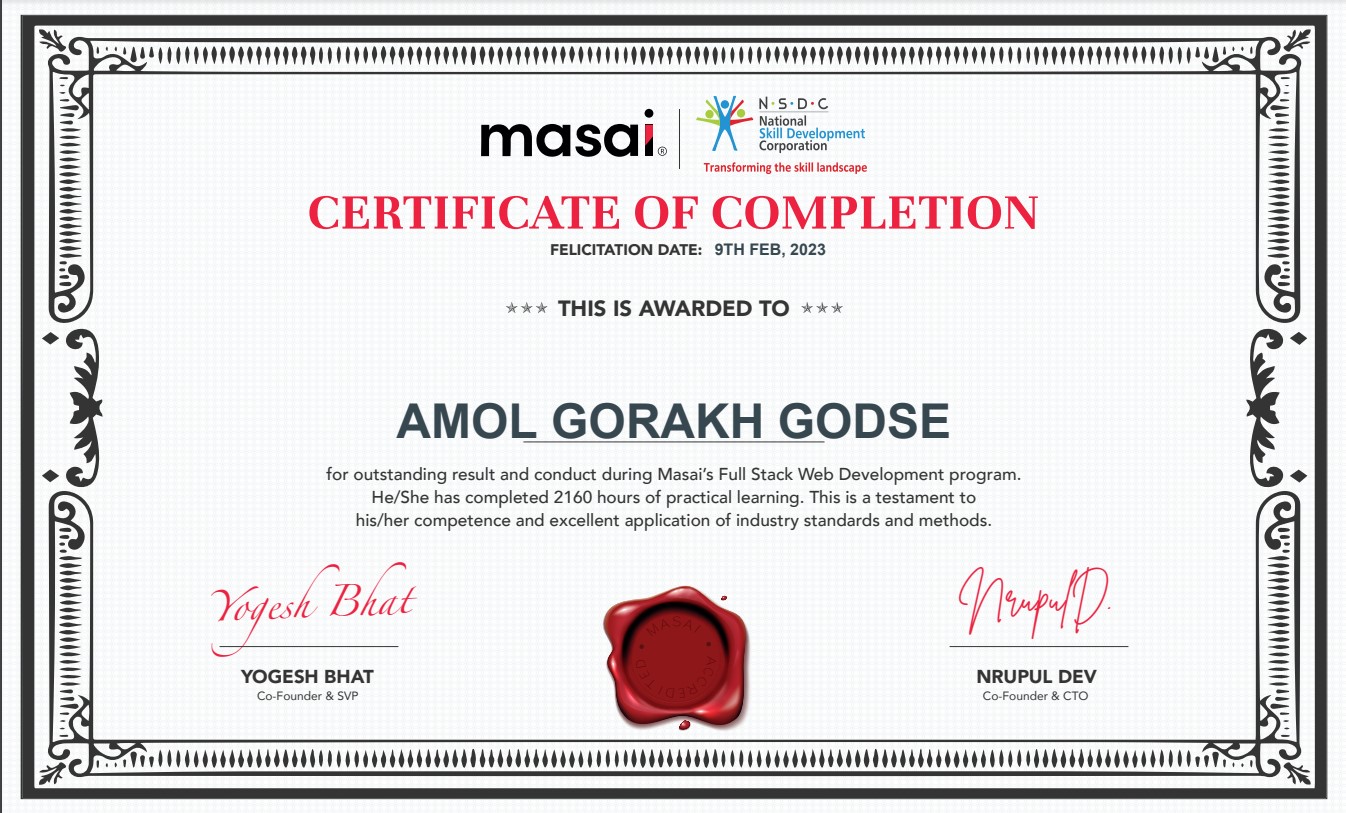 masai®
N·S·D·C
National
Skill Development
Corporation
Transforming the skill landscape
CERTIFICATE OF COMPLETION
FELICITATION DATE: 9TH FEB, 2023
★★★ THIS IS AWARDED TO ★★★
AMOL GORAKH GODSE
for outstanding result and conduct during Masai’s Full Stack Web Development program.
He/She has completed 2160 hours of practical learning. This is a testament to
his/her competence and excellent application of industry standards and methods.
Yogesh Bhat
YOGESH BHAT
Co-Founder & SVP
MASAI • ACCREDITED •
Nrupul D.
NRUPUL DEV
Co-Founder & CTO